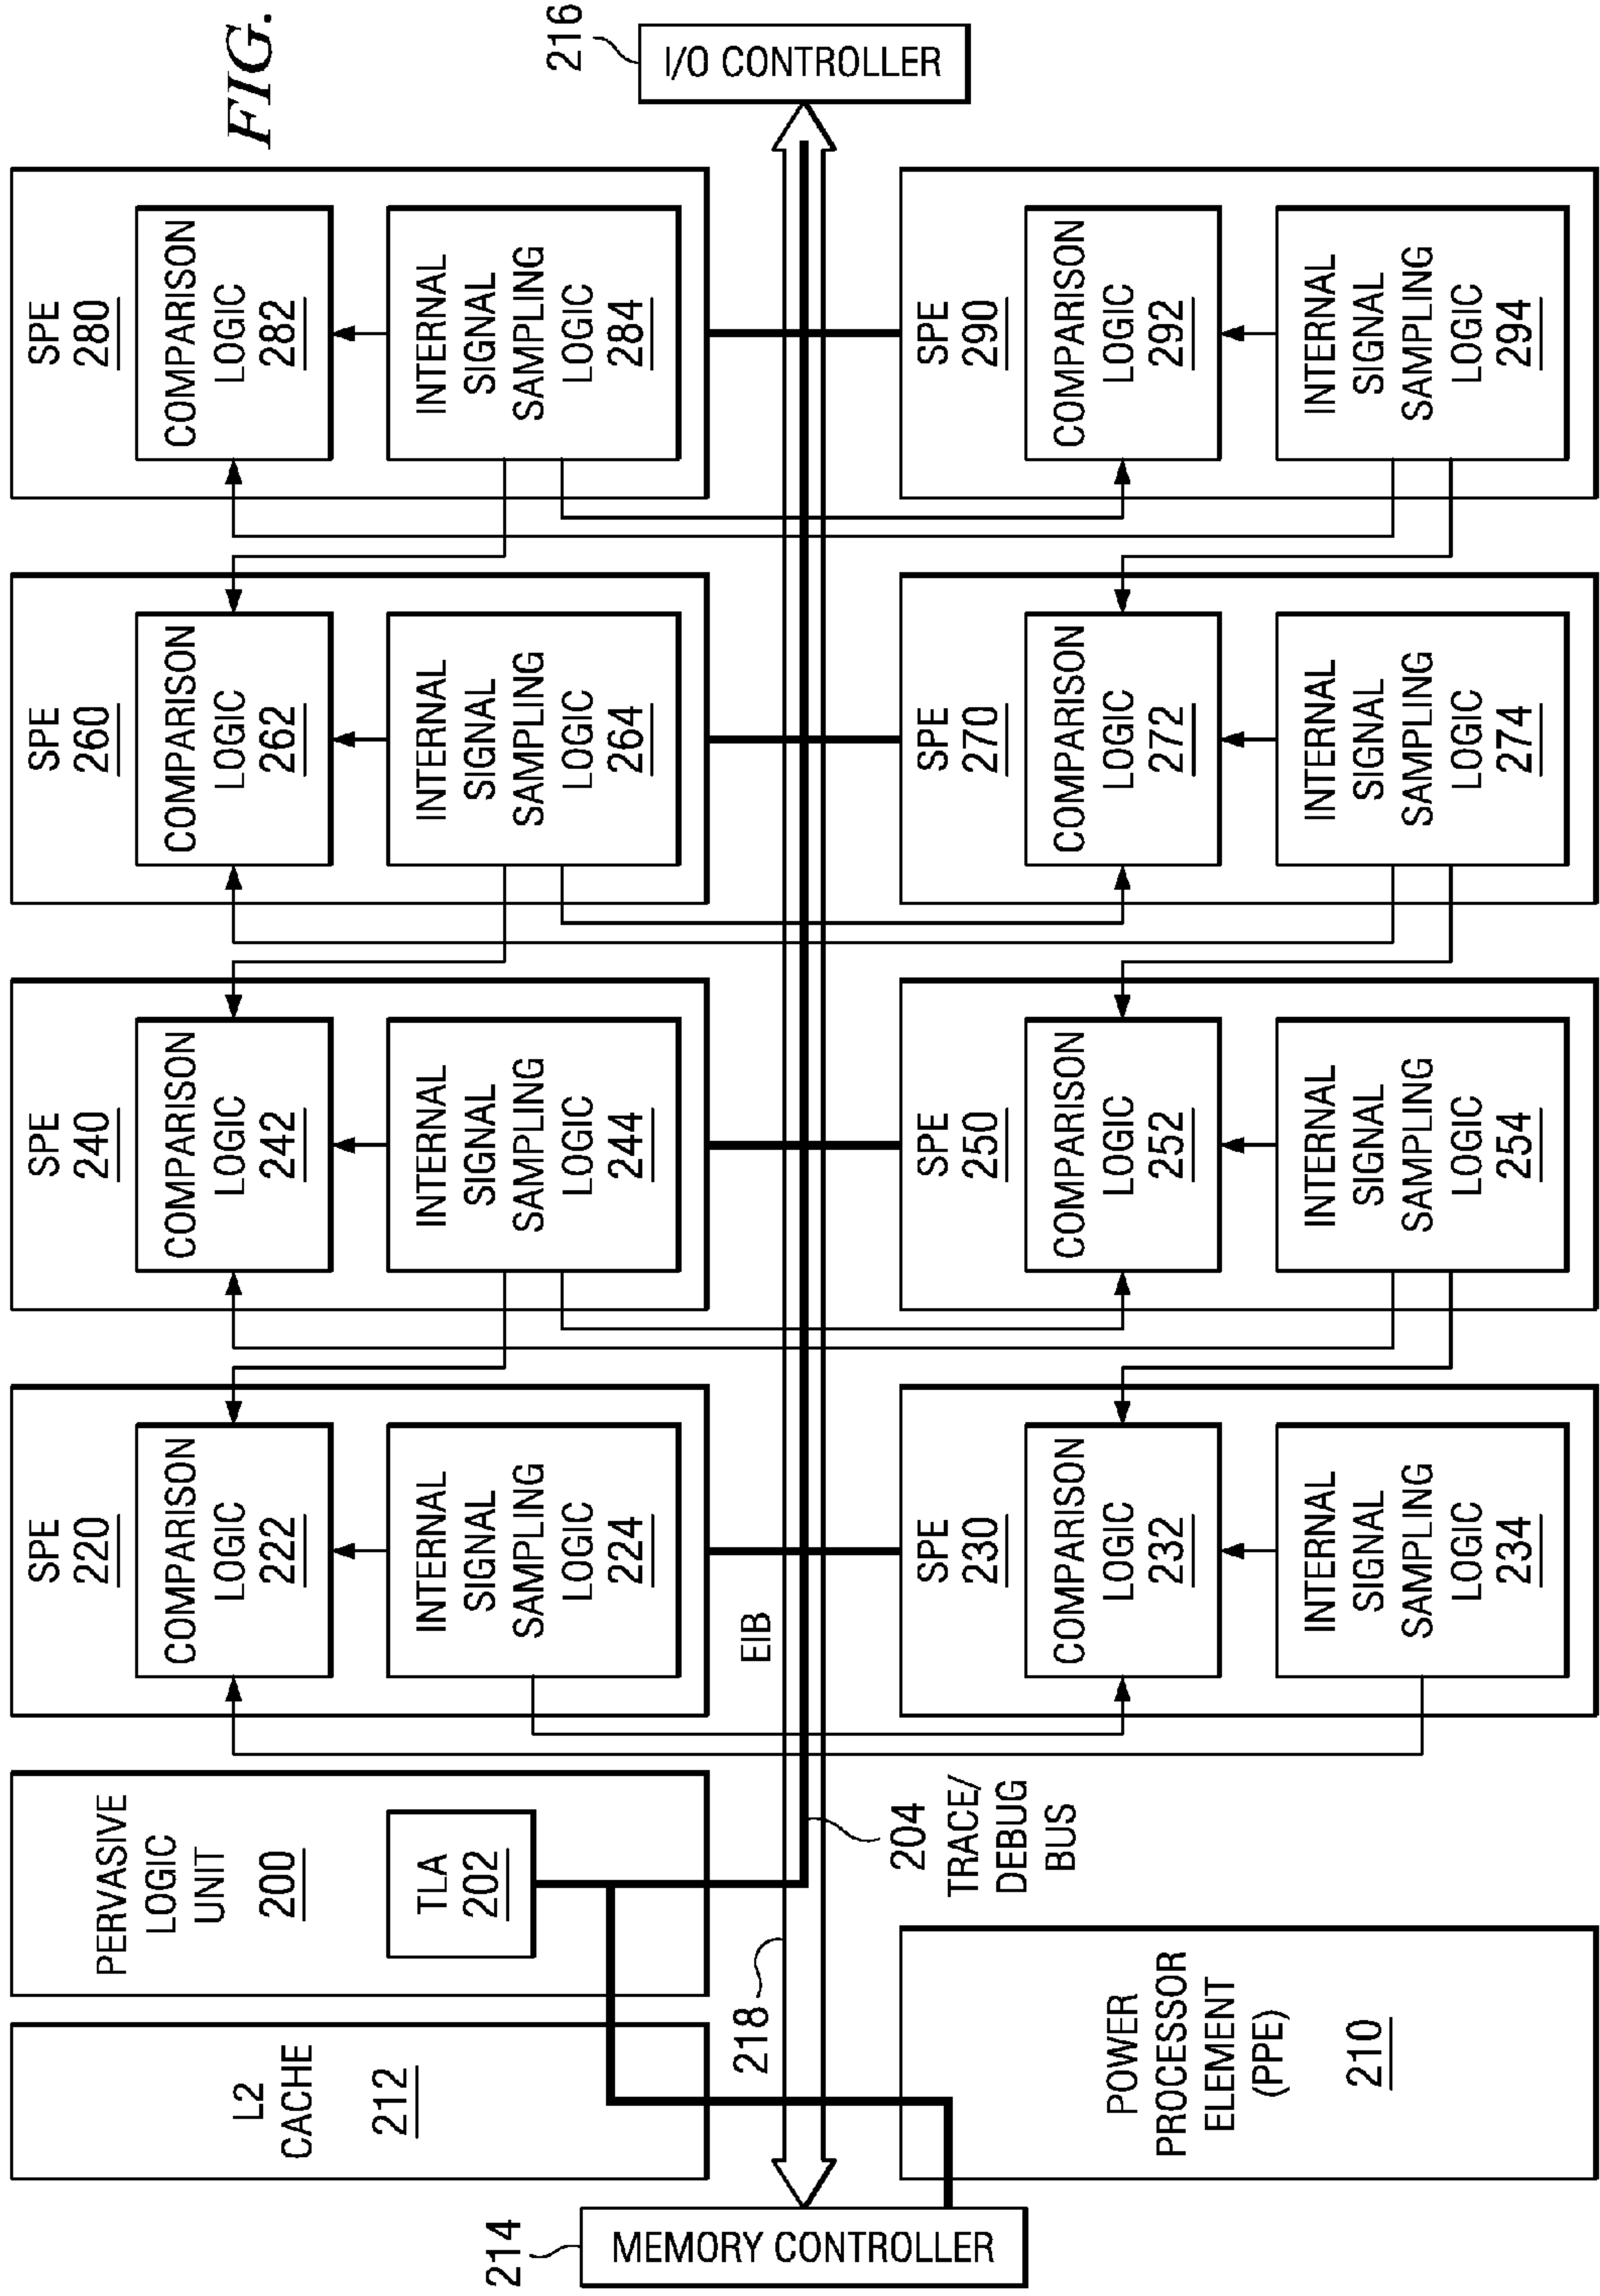 FIG.
214
MEMORY CONTROLLER
L2
CACHE
212
PERVASIVE
LOGIC
UNIT
200
TLA
202
SPE
220
COMPARISON
LOGIC
222
INTERNAL
SIGNAL
SAMPLING
LOGIC
224
SPE
240
COMPARISON
LOGIC
242
INTERNAL
SIGNAL
SAMPLING
LOGIC
244
SPE
260
COMPARISON
LOGIC
262
INTERNAL
SIGNAL
SAMPLING
LOGIC
264
SPE
280
COMPARISON
LOGIC
282
INTERNAL
SIGNAL
SAMPLING
LOGIC
284
216
I/O CONTROLLER
218
EIB
204
TRACE/
DEBUG
BUS
POWER
PROCESSOR
ELEMENT
(PPE)
210
SPE
230
COMPARISON
LOGIC
232
INTERNAL
SIGNAL
SAMPLING
LOGIC
234
SPE
250
COMPARISON
LOGIC
252
INTERNAL
SIGNAL
SAMPLING
LOGIC
254
SPE
270
COMPARISON
LOGIC
272
INTERNAL
SIGNAL
SAMPLING
LOGIC
274
SPE
290
COMPARISON
LOGIC
292
INTERNAL
SIGNAL
SAMPLING
LOGIC
294